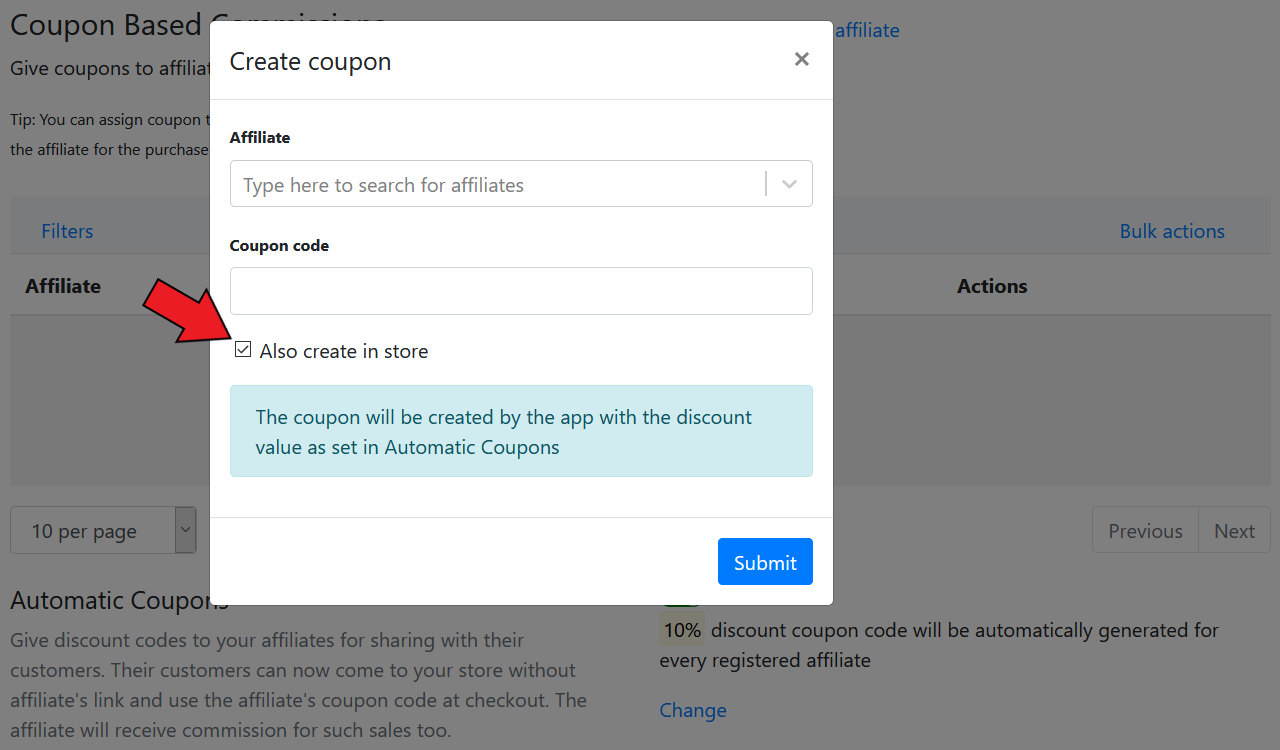 Coupon Based Commissions
affiliate
Give coupons to affiliat
Tip: You can assign coupon t
the affiliate for the purchase
Create coupon
×
Affiliate
Type here to search for affiliates
Coupon code
Also create in store
The coupon will be created by the app with the discount
value as set in Automatic Coupons
Submit
Filters
Bulk actions
Affiliate
Actions
10 per page
Previous
Next
Automatic Coupons
Give discount codes to your affiliates for sharing with their
customers. Their customers can now come to your store without
affiliate's link and use the affiliate's coupon code at checkout. The
affiliate will receive commission for such sales too.
10% discount coupon code will be automatically generated for
every registered affiliate
Change